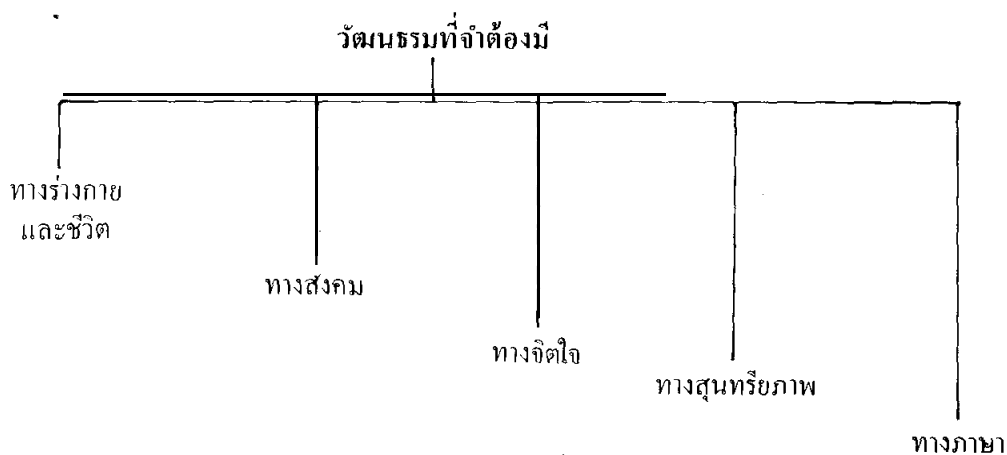 วัฒนธรรมที่จำต้องมี
ทางร่างกาย
และชีวิต
ทางสังคม
ทางจิตใจ
ทางสุนทรียภาพ
ทางภาษา